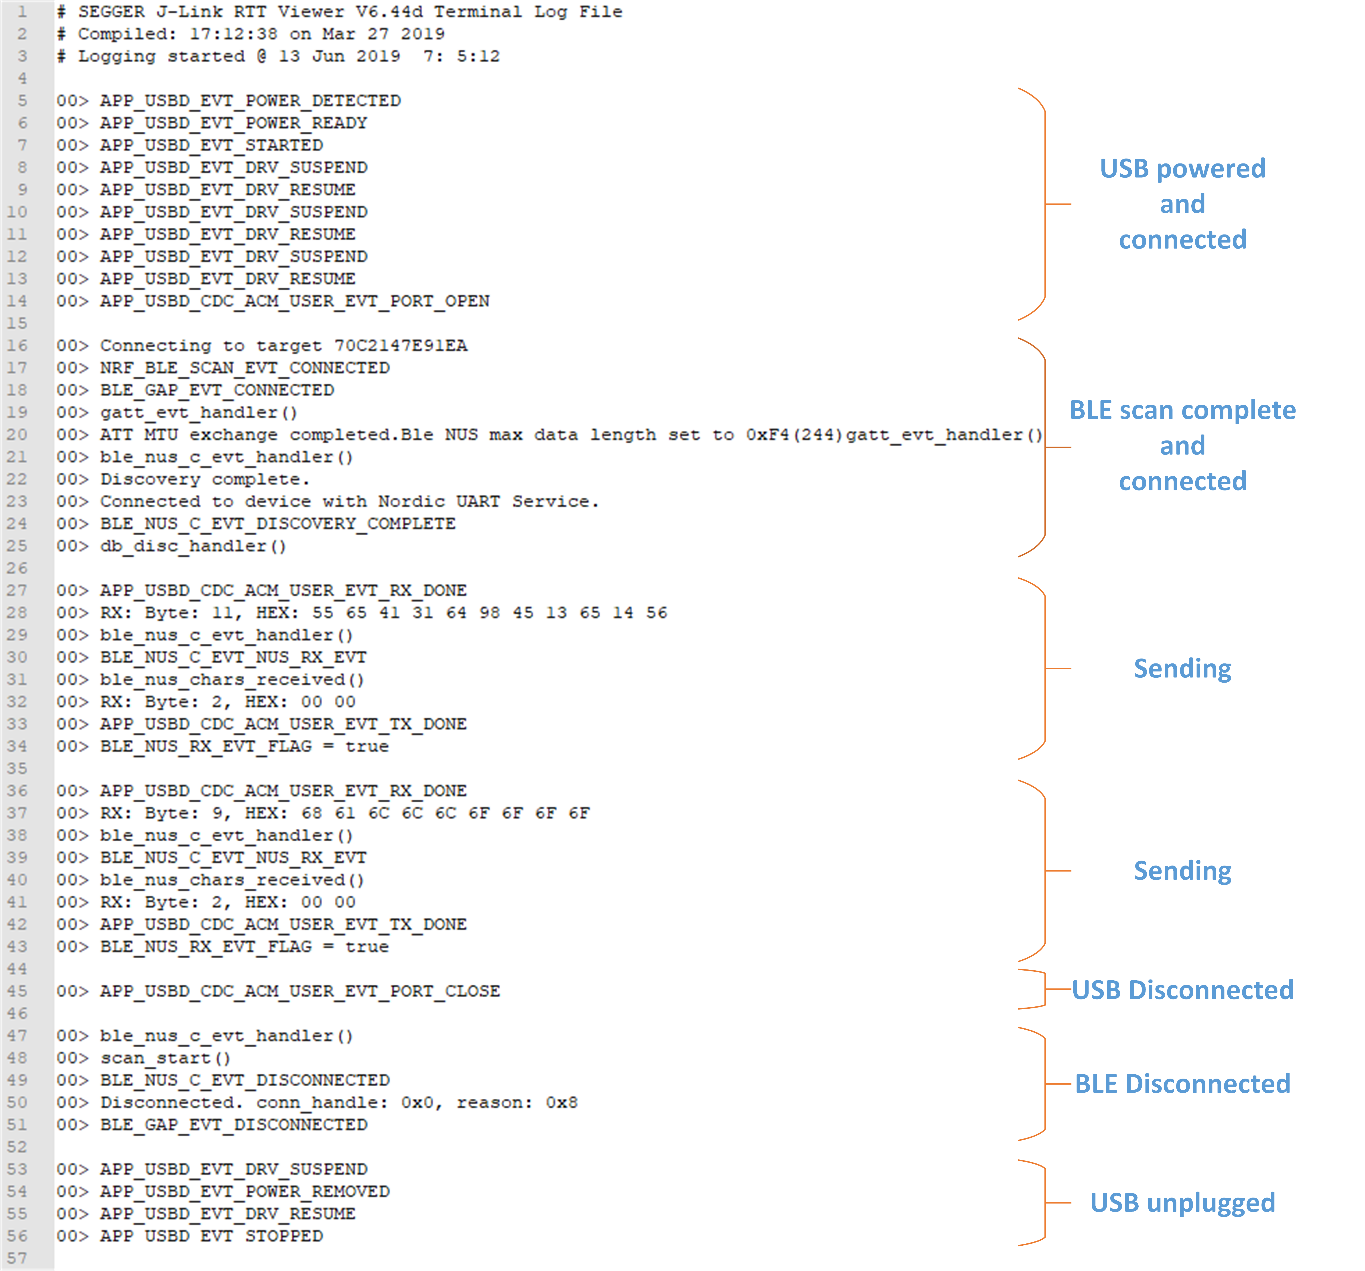 1 # SEGGER J-Link RTT Viewer V6.44d Terminal Log File
2 # Compiled: 17:12:38 on Mar 27 2019
3 # Logging started @ 13 Jun 2019  7: 5:12
4
5 00> APP_USBD_EVT_POWER_DETECTED
6 00> APP_USBD_EVT_POWER_READY
7 00> APP_USBD_EVT_STARTED
8 00> APP_USBD_EVT_DRV_SUSPEND
9 00> APP_USBD_EVT_DRV_RESUME
10 00> APP_USBD_EVT_DRV_SUSPEND
11 00> APP_USBD_EVT_DRV_RESUME
12 00> APP_USBD_EVT_DRV_SUSPEND
13 00> APP_USBD_EVT_DRV_RESUME
14 00> APP_USBD_CDC_ACM_USER_EVT_PORT_OPEN
USB powered
and
connected
15
16 00> Connecting to target 70C2147E91EA
17 00> NRF_BLE_SCAN_EVT_CONNECTED
18 00> BLE_GAP_EVT_CONNECTED
19 00> gatt_evt_handler()
20 00> ATT MTU exchange completed.Ble NUS max data length set to 0xF4(244)gatt_evt_handler()
21 00> ble_nus_c_evt_handler()
22 00> Discovery complete.
23 00> Connected to device with Nordic UART Service.
24 00> BLE_NUS_C_EVT_DISCOVERY_COMPLETE
25 00> db_disc_handler()
BLE scan complete
and
connected
26
27 00> APP_USBD_CDC_ACM_USER_EVT_RX_DONE
28 00> RX: Byte: 11, HEX: 55 65 41 31 64 98 45 13 65 14 56
29 00> ble_nus_c_evt_handler()
30 00> BLE_NUS_C_EVT_NUS_RX_EVT
31 00> ble_nus_chars_received()
32 00> RX: Byte: 2, HEX: 00 00
33 00> APP_USBD_CDC_ACM_USER_EVT_TX_DONE
34 00> BLE_NUS_RX_EVT_FLAG = true
Sending
35
36 00> APP_USBD_CDC_ACM_USER_EVT_RX_DONE
37 00> RX: Byte: 9, HEX: 68 61 6C 6C 6C 6F 6F 6F 6F
38 00> ble_nus_c_evt_handler()
39 00> BLE_NUS_C_EVT_NUS_RX_EVT
40 00> ble_nus_chars_received()
41 00> RX: Byte: 2, HEX: 00 00
42 00> APP_USBD_CDC_ACM_USER_EVT_TX_DONE
43 00> BLE_NUS_RX_EVT_FLAG = true
Sending
44
45 00> APP_USBD_CDC_ACM_USER_EVT_PORT_CLOSE
USB Disconnected
46
47 00> ble_nus_c_evt_handler()
48 00> scan_start()
49 00> BLE_NUS_C_EVT_DISCONNECTED
50 00> Disconnected. conn_handle: 0x0, reason: 0x8
51 00> BLE_GAP_EVT_DISCONNECTED
BLE Disconnected
52
53 00> APP_USBD_EVT_DRV_SUSPEND
54 00> APP_USBD_EVT_POWER_REMOVED
55 00> APP_USBD_EVT_DRV_RESUME
56 00> APP_USBD_EVT_STOPPED
USB unplugged
57